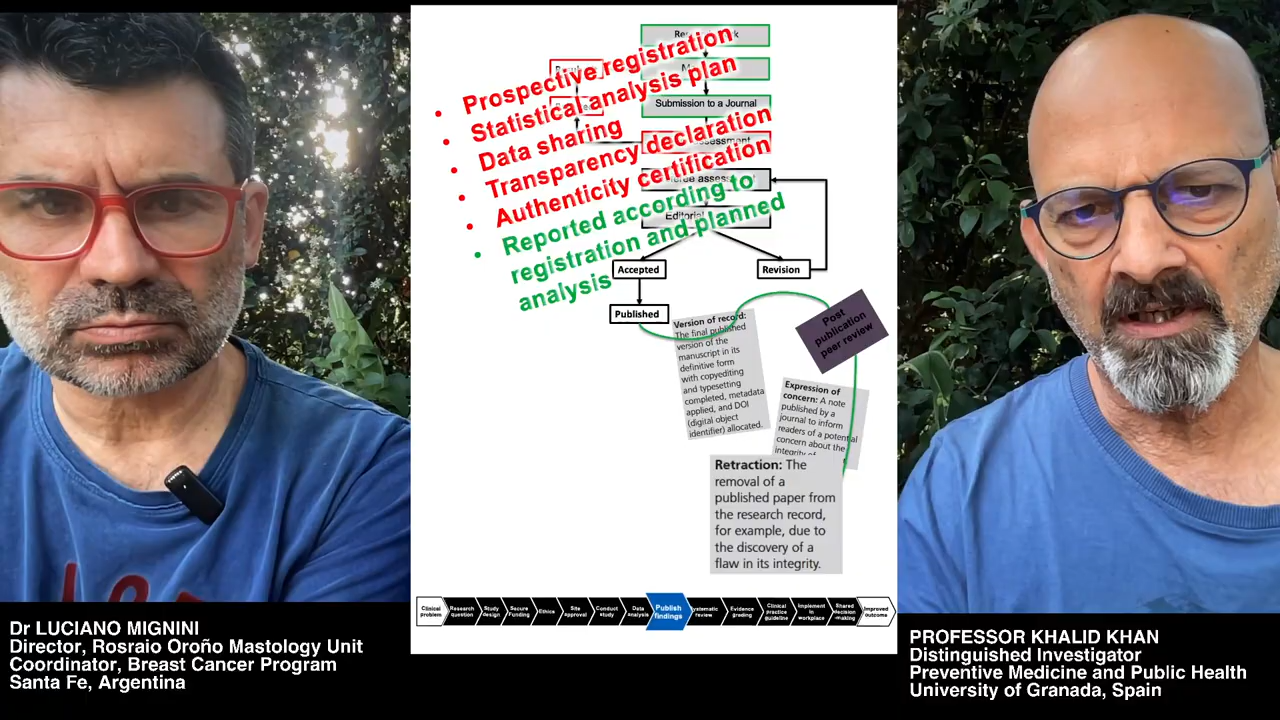 Submission to a Journal
• Prospective registration
• Statistical analysis plan
• Data sharing
• Transparency declaration
• Authenticity certification
• Reported according to
registration and planned
analysis
Accepted
Revision
Published
Version of record:
The final published
version of the
manuscript in its
definitive form
with copyediting
and typesetting
completed, metadata
applied, and DOI
(digital object
identifier) allocated.
Post
publication
peer review
Expression of
concern: A note
published by a
journal to inform
readers of a potential
concern about the
integrity of
Retraction: The
removal of a
published paper from
the research record,
for example, due to
the discovery of a
flaw in its integrity.
Clinical
problem
Research
question
Study
design
Secure
Funding
Ethics
Site
approval
Conduct
study
Data
analysis
Publish
findings
ystematic
review
Evidence
grading
Clinical
practice
guideline
Implement
in
workplace
Shared
decision
-making
Improved
outcome
Dr LUCIANO MIGNINI
Director, Rosraio Oroño Mastology Unit
Coordinator, Breast Cancer Program
Santa Fe, Argentina
PROFESSOR KHALID KHAN
Distinguished Investigator
Preventive Medicine and Public Health
University of Granada, Spain